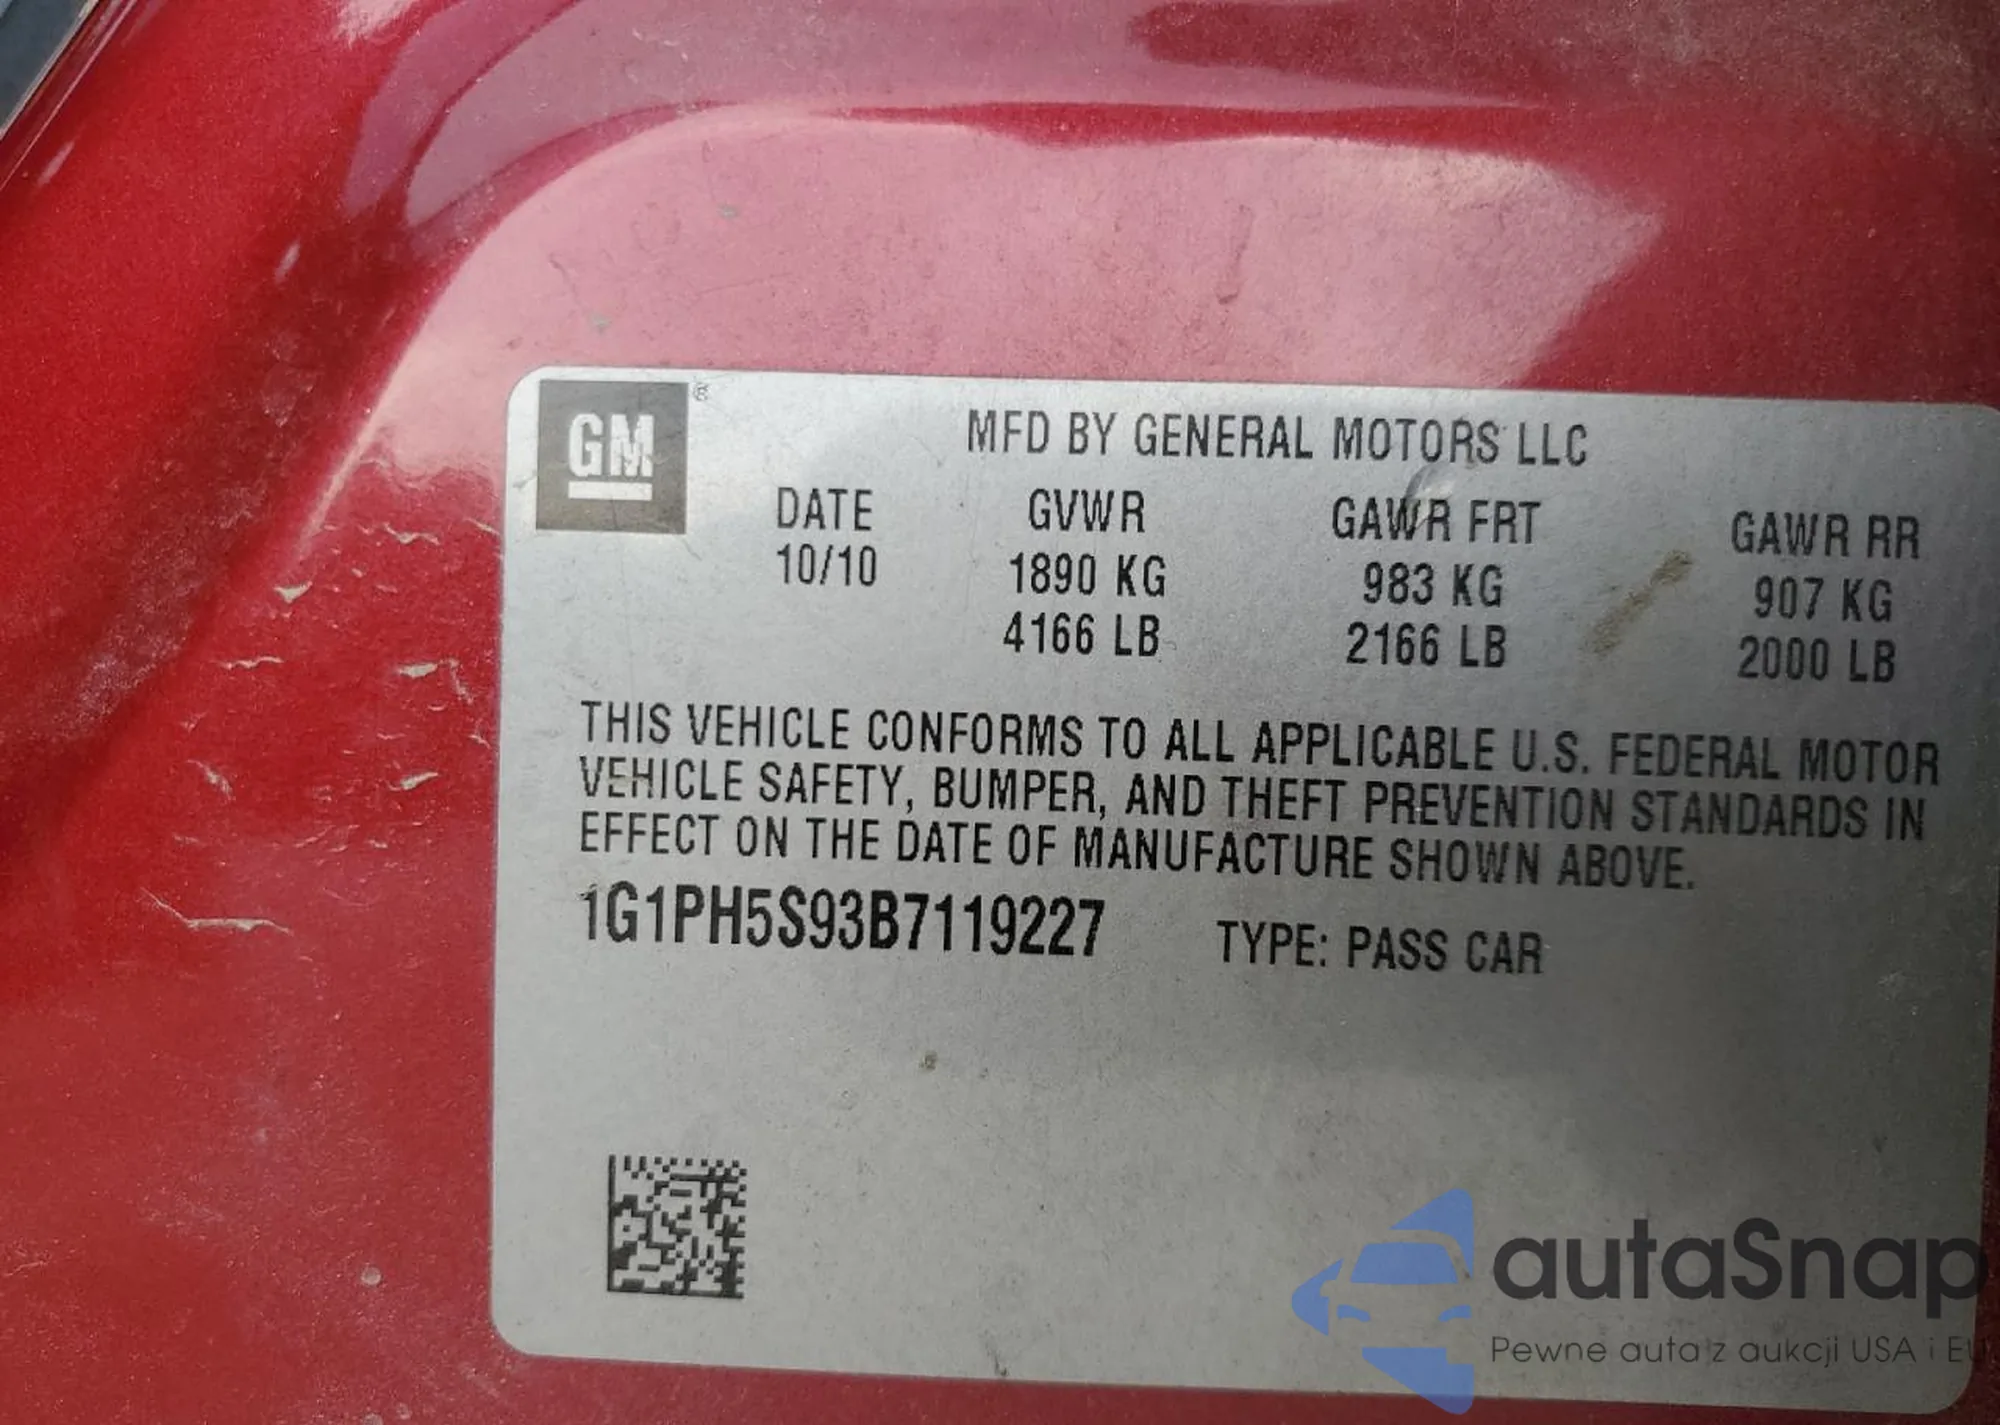 GM ®
MFD BY GENERAL MOTORS LLC
DATE GVWR GAWR FRT GAWR RR
10/10 1890 KG 983 KG 907 KG
4166 LB 2166 LB 2000 LB
THIS VEHICLE CONFORMS TO ALL APPLICABLE U.S. FEDERAL MOTOR
VEHICLE SAFETY, BUMPER, AND THEFT PREVENTION STANDARDS IN
EFFECT ON THE DATE OF MANUFACTURE SHOWN ABOVE.
1G1PH5S93B7119227 TYPE: PASS CAR
autaSnap
Pewne auta z aukcji USA i EU